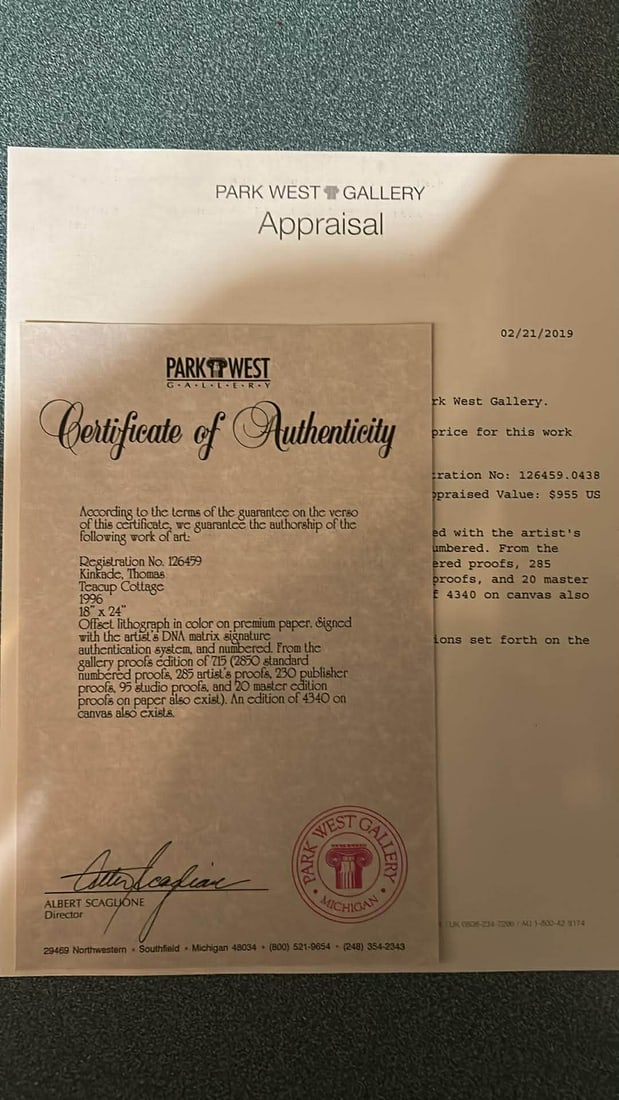 PARK WEST GALLERY
Appraisal
02/21/2019
rk West Gallery.
price for this work
ration No: 126459.0438
ppraised Value: $955 US
ed with the artist's
umbered. From the
ered proofs, 285
proofs, and 20 master
f 4340 on canvas also
ions set forth on the
PARK WEST
G·A·L·L·E·R·Y
Certificate of Authenticity
According to the terms of the guarantee on the verso
of this certificate, we guarantee the authorship of the
following work of art:
Registration No. 126459
Kinkade, Thomas
Teacup Cottage
1996
18" x 24"
Offset lithograph in color on premium paper. Signed
with the artist's DNA matrix signature
authentication system, and numbered. From the
gallery proofs edition of 715 (2850 standard
numbered proofs, 285 artist's proofs, 230 publisher
proofs, 95 studio proofs, and 20 master edition
proofs on paper also exist). An edition of 4340 on
canvas also exists.
Albert Scaglione
ALBERT SCAGLIONE
Director
PARK WEST GALLERY
• MICHIGAN •
29469 Northwestern • Southfield • Michigan 48034 • (800) 521-9654 • (248) 354-2343